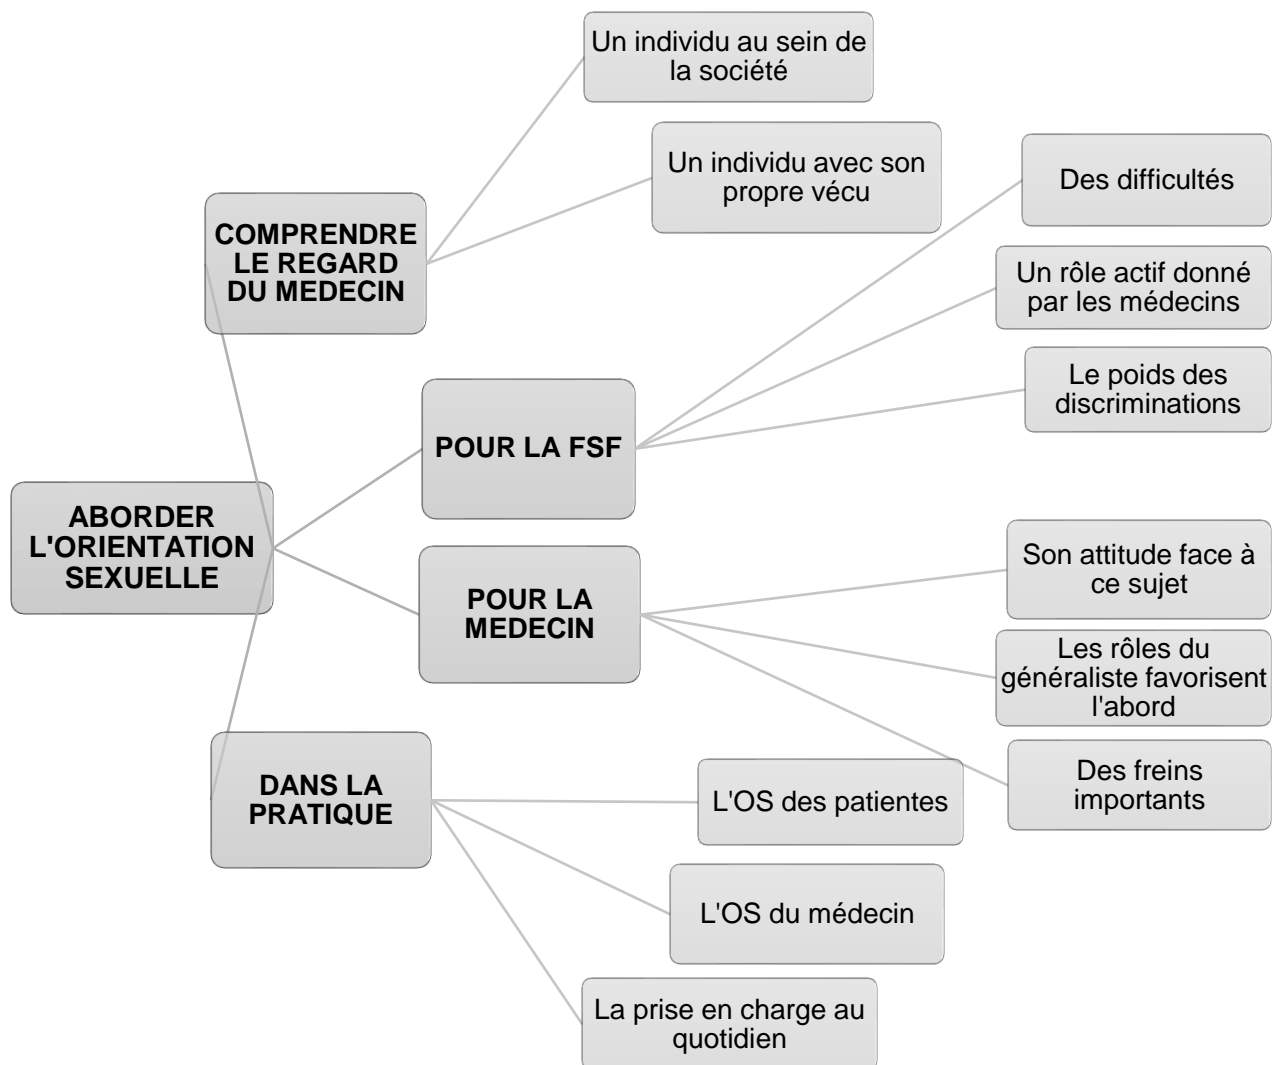 Un individu au sein de
la société
Un individu avec son
propre vécu
Des difficultés
COMPRENDRE
LE REGARD
DU MEDECIN
Un rôle actif donné
par les médecins
Le poids des
discriminations
POUR LA FSF
ABORDER
L'ORIENTATION
SEXUELLE
Son attitude face à
ce sujet
POUR LA
MEDECIN
Les rôles du
généraliste favorisent
l'abord
Des freins
importants
DANS LA
PRATIQUE
L'OS des patientes
L'OS du médecin
La prise en charge au
quotidien